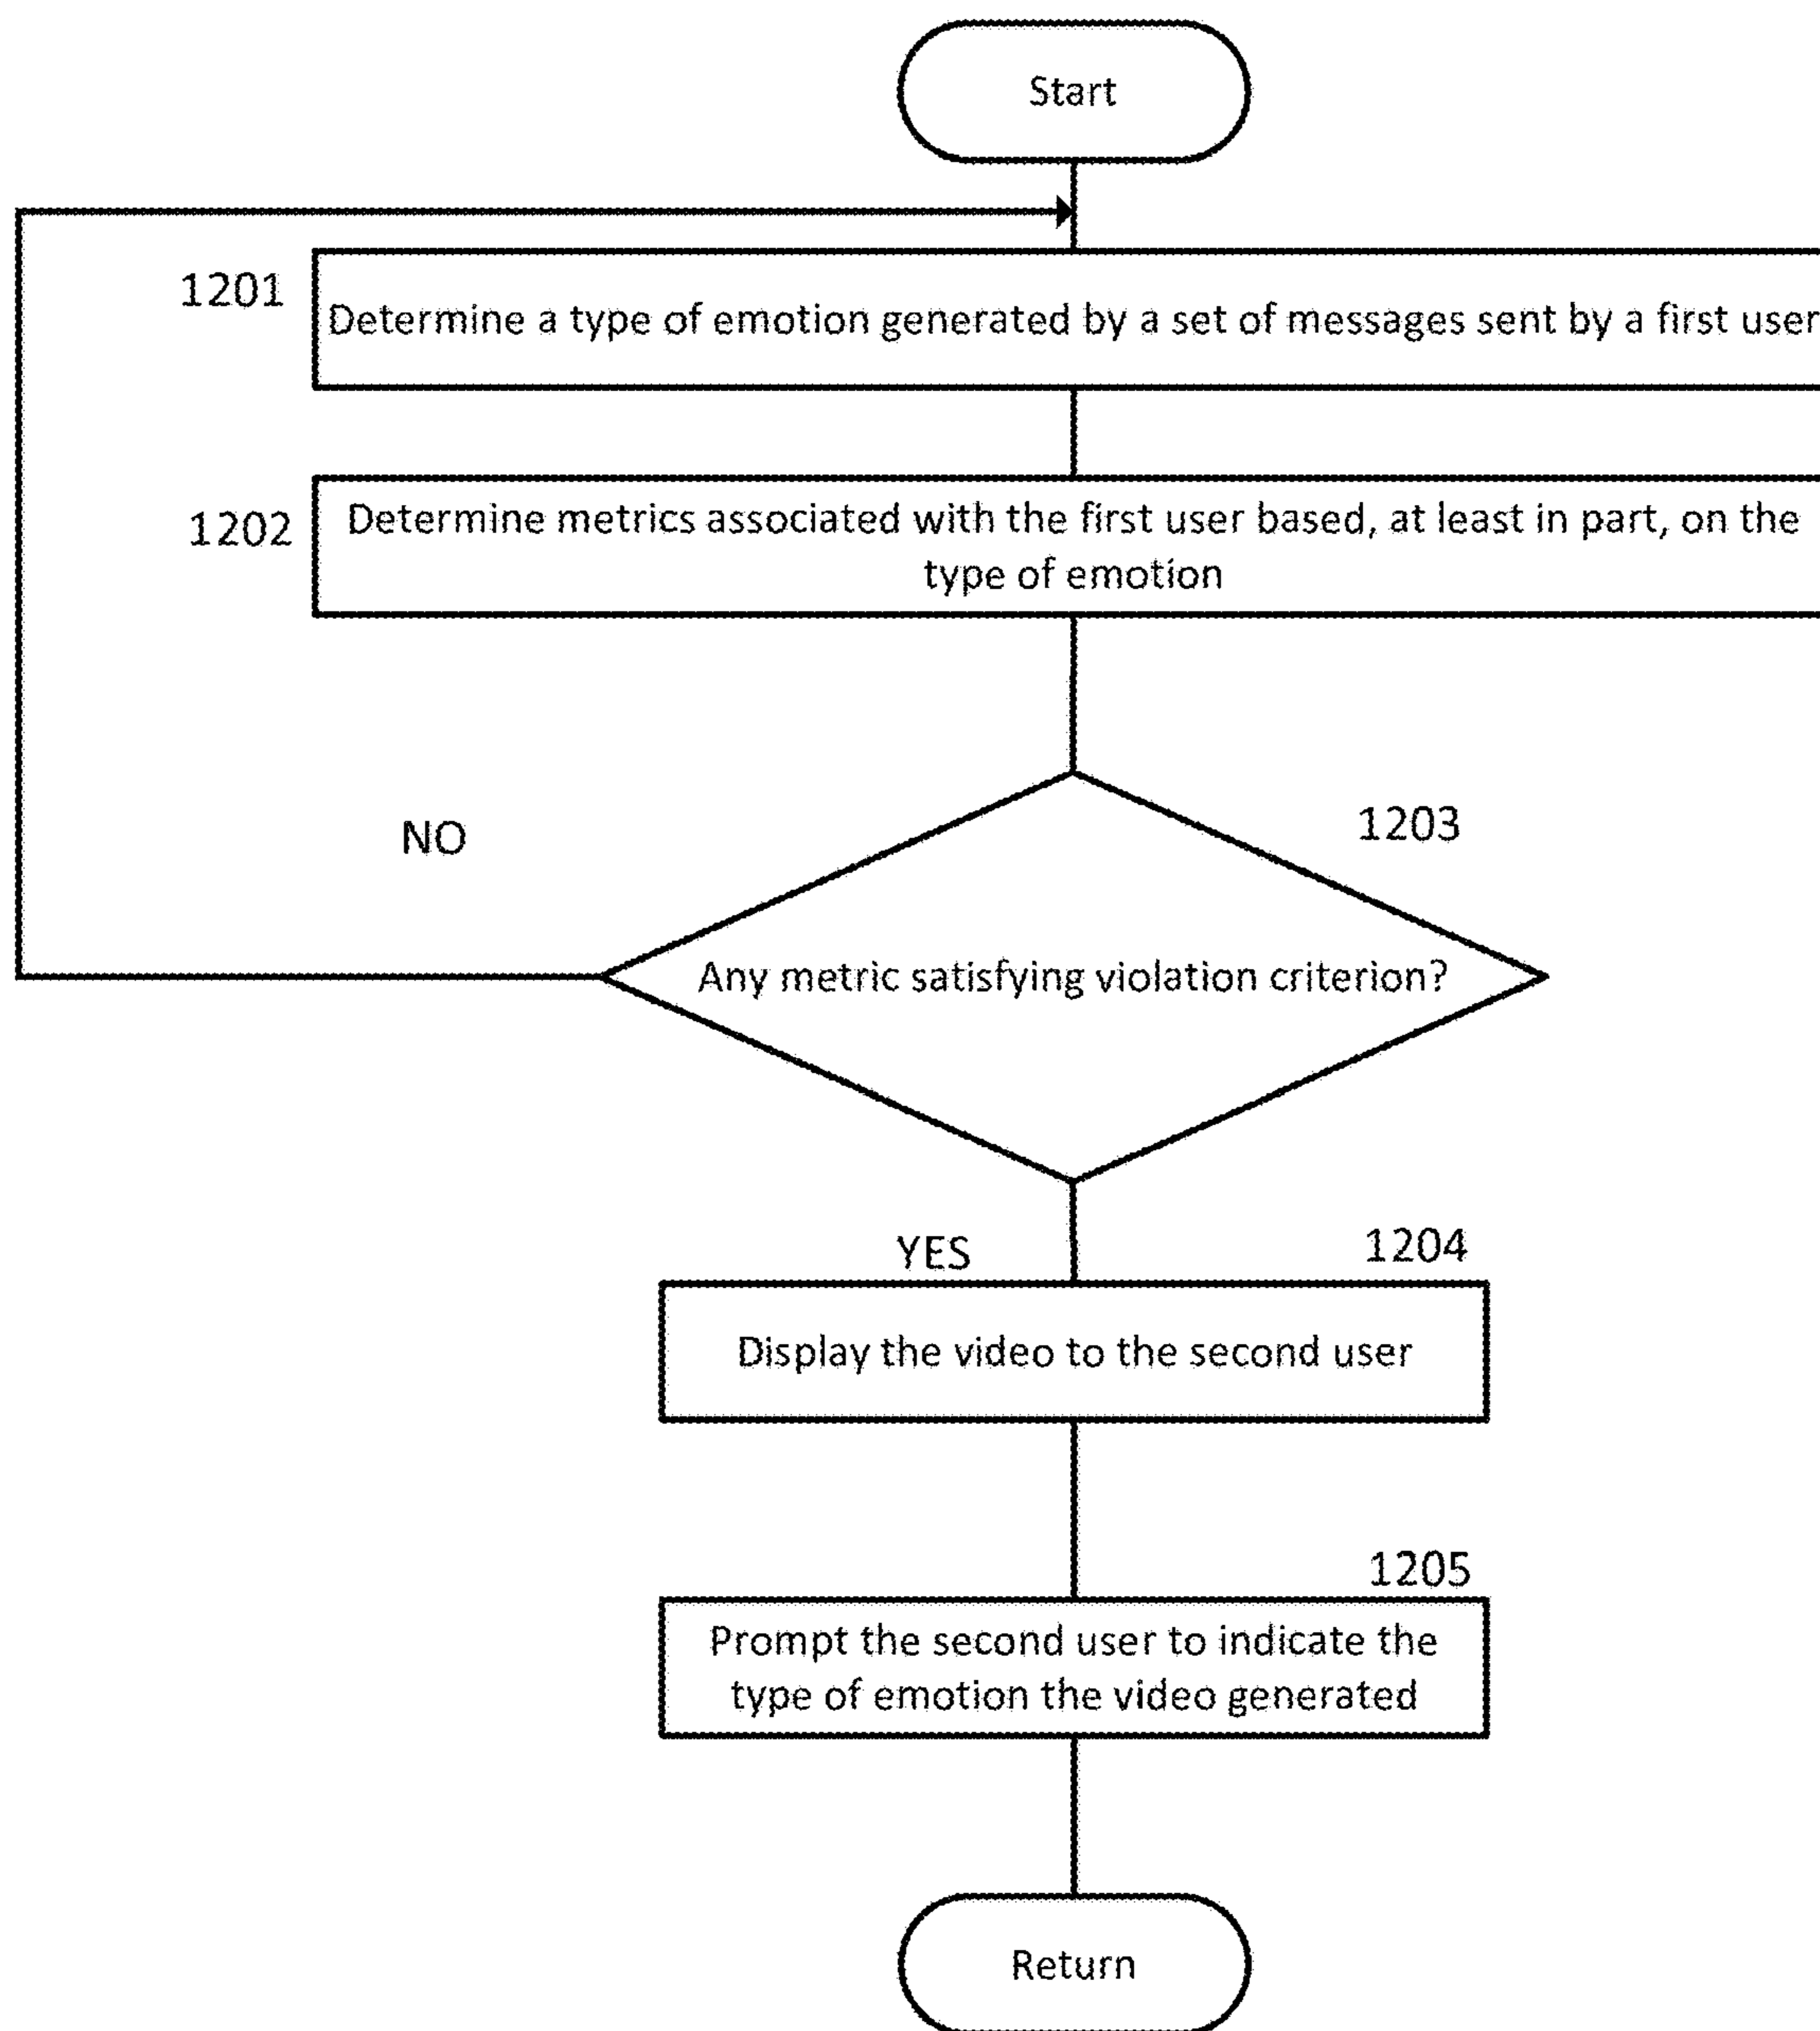 Start
1201
Determine a type of emotion generated by a set of messages sent by a first user
1202
Determine metrics associated with the first user based, at least in part, on the
type of emotion
NO
1203
Any metric satisfying violation criterion?
YES
1204
Display the video to the second user
1205
Prompt the second user to indicate the
type of emotion the video generated
Return